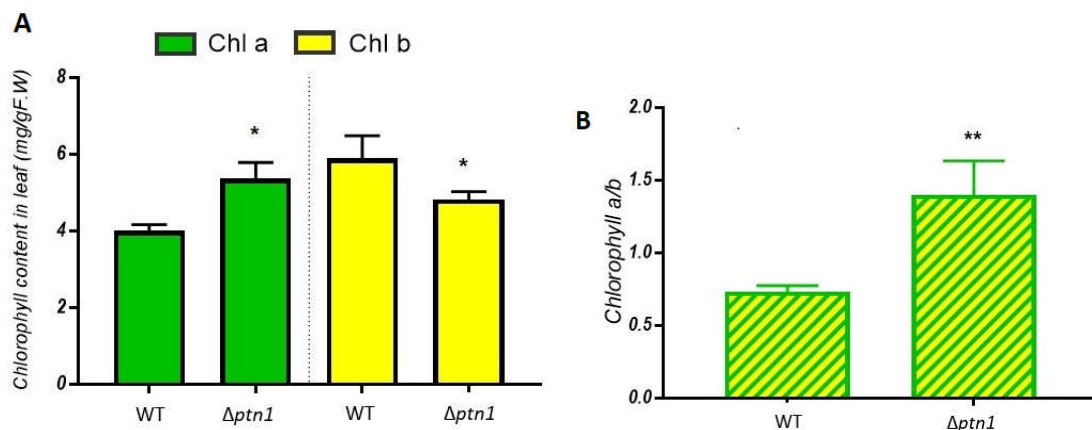 A
Chl a Chl b
Chlorophyll content in leaf (mg/gF.W)
8
6
4
2
0
*
*
WT Δptn1 WT Δptn1
B
Chlorophyll a/b
2.0
1.5
1.0
0.5
0.0
**
WT Δptn1